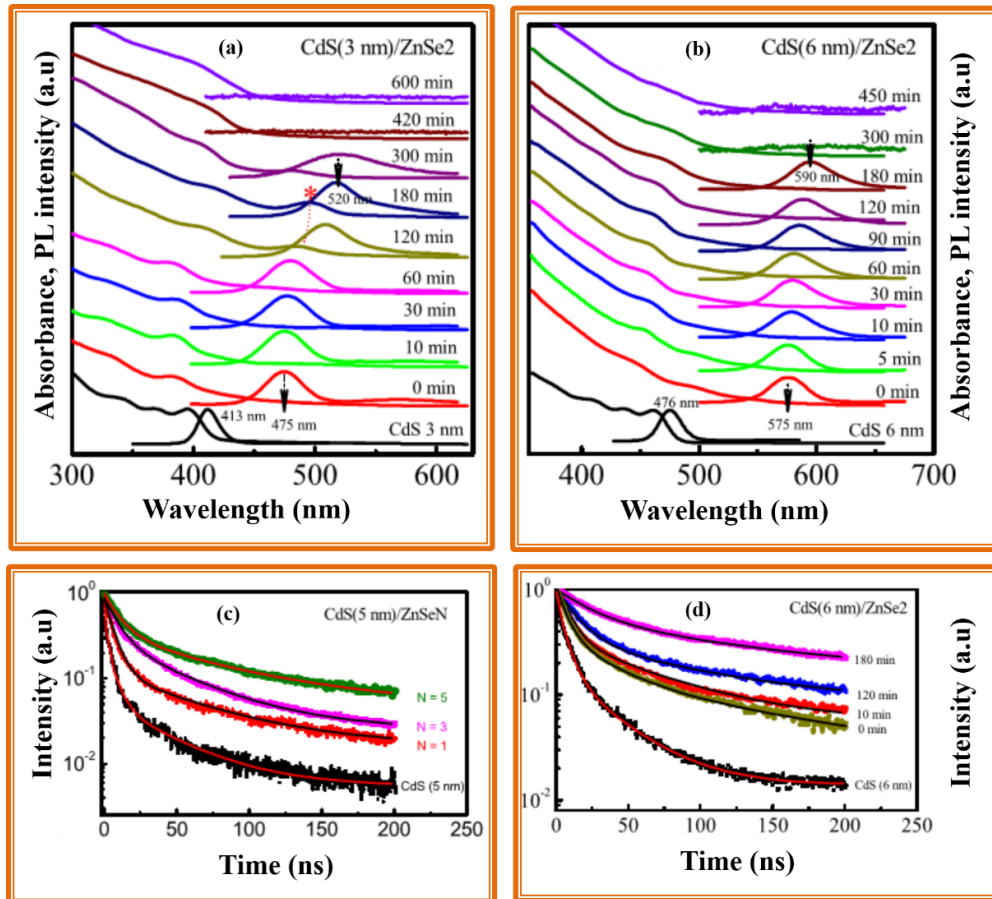 (a)
CdS(3 nm)/ZnSe2
600 min
420 min
300 min
*
520 nm
180 min
120 min
60 min
30 min
10 min
0 min
413 nm
475 nm
CdS 3 nm
300 400 500 600
Wavelength (nm)
Absorbance, PL intensity (a.u)
(b)
CdS(6 nm)/ZnSe2
450 min
300 min
590 nm
180 min
120 min
90 min
60 min
30 min
10 min
5 min
0 min
476 nm
575 nm
CdS 6 nm
400 500 600 700
Wavelength (nm)
Absorbance, PL intensity (a.u)
(c)
CdS(5 nm)/ZnSeN
10^0
10^-1
10^-2
N = 5
N = 3
N = 1
CdS (5 nm)
0 50 100 150 200 250
Time (ns)
Intensity (a.u)
(d)
CdS(6 nm)/ZnSe2
10^0
10^-1
10^-2
180 min
120 min
10 min
0 min
CdS (6 nm)
0 50 100 150 200 250
Time (ns)
Intensity (a.u)